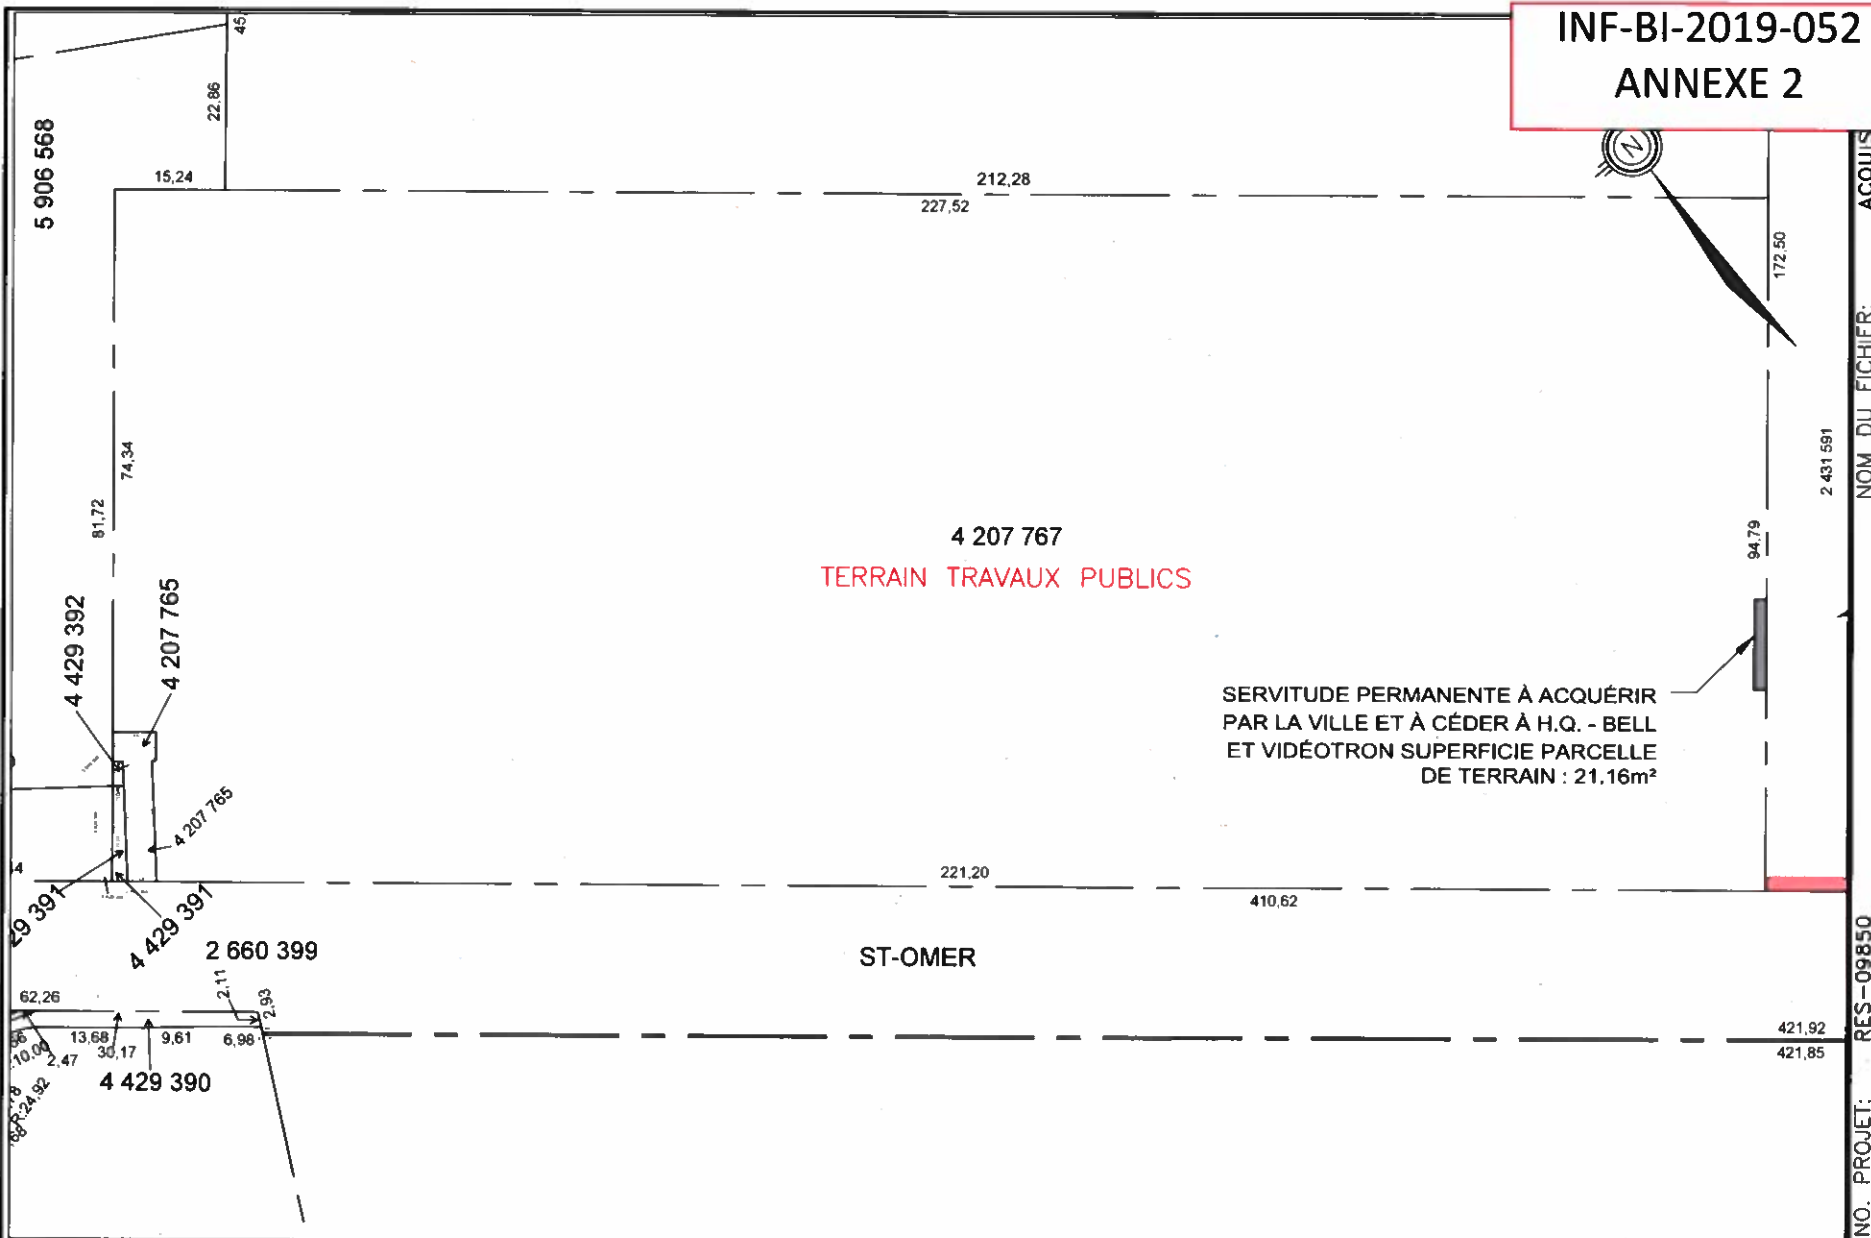 INF-BI-2019-052
ANNEXE 2
45,
22,86
5 906 568
15,24
212,28
227,52
N
172,50
74,34
81,72
2 431 591
94,79
4 207 767
TERRAIN TRAVAUX PUBLICS
4 429 392
4 207 765
SERVITUDE PERMANENTE À ACQUÉRIR
PAR LA VILLE ET À CÉDER À H.Q. - BELL
ET VIDÉOTRON SUPERFICIE PARCELLE
DE TERRAIN : 21.16m²
4 207 765
221,20
410,62
29 391
4 429 391
2 660 399
ST-OMER
62,26
2,11
2,93
13,68
9,61
6,98
30,17
10.00
2,47
4 429 390
R:24,92
421,92
421,85
NOM DU FICHIER:
NO. PROJET: RES-09850